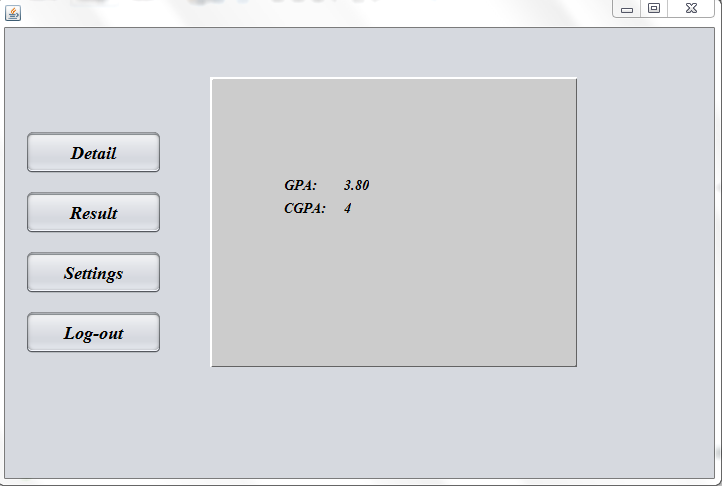 Detail
Result
Settings
Log-out
GPA: 3.80
CGPA: 4